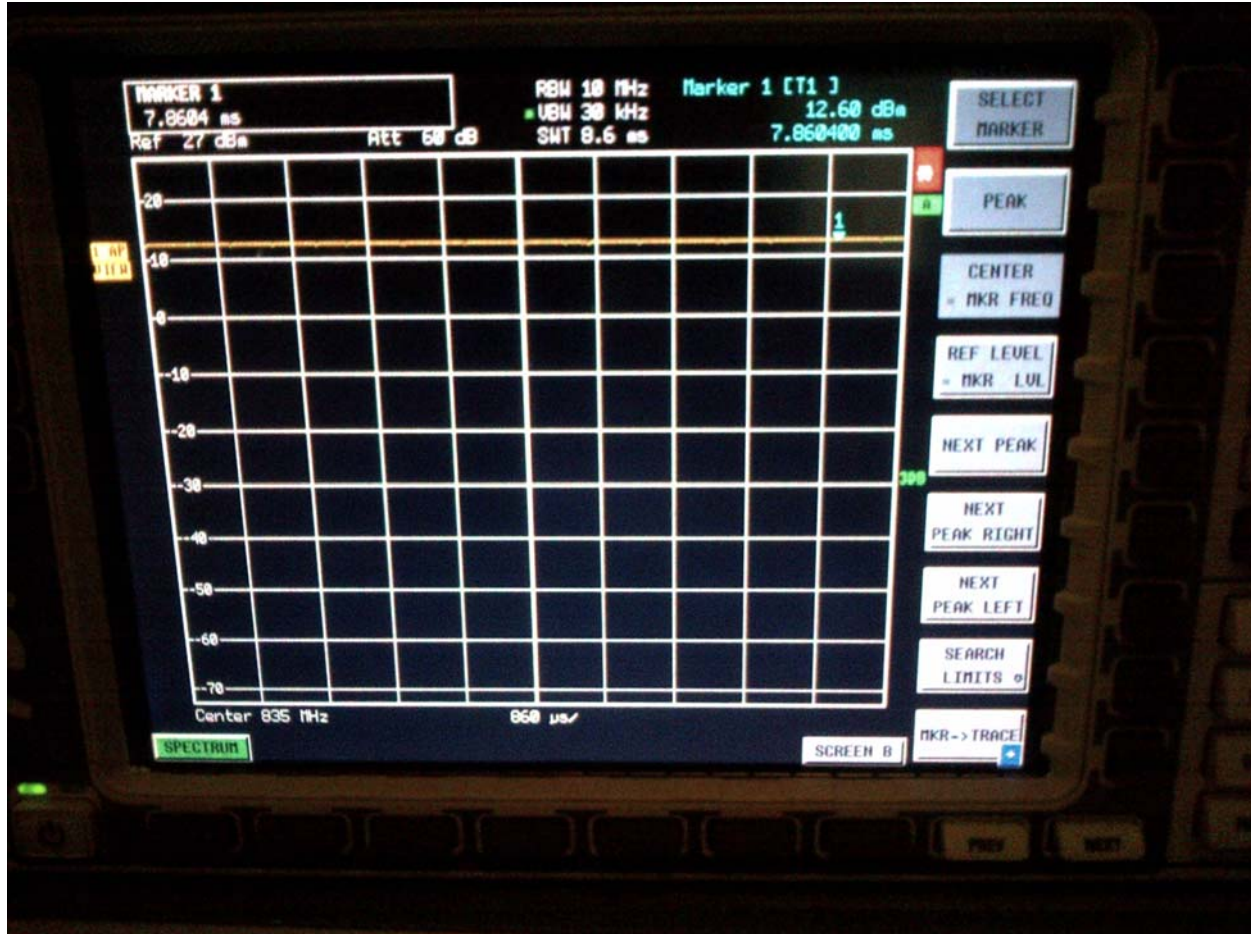 MARKER 1
7.8604 ms
Ref 27 dBm
Att 60 dB
RBW 10 MHz
VBW 30 kHz
SWT 8.6 ms
Marker 1 [T1 ]
12.60 dBm
7.860400 ms
20
10
0
-10
-20
-30
-40
-50
-60
-70
1 AP
VIEW
1
A
3DB
Center 835 MHz
860 µs/
SPECTRUM
SCREEN B
SELECT
MARKER
PEAK
CENTER
= MKR FREQ
REF LEVEL
= MKR LVL
NEXT PEAK
NEXT
PEAK RIGHT
NEXT
PEAK LEFT
SEARCH
LIMITS
MKR->TRACE
PREV
NEXT